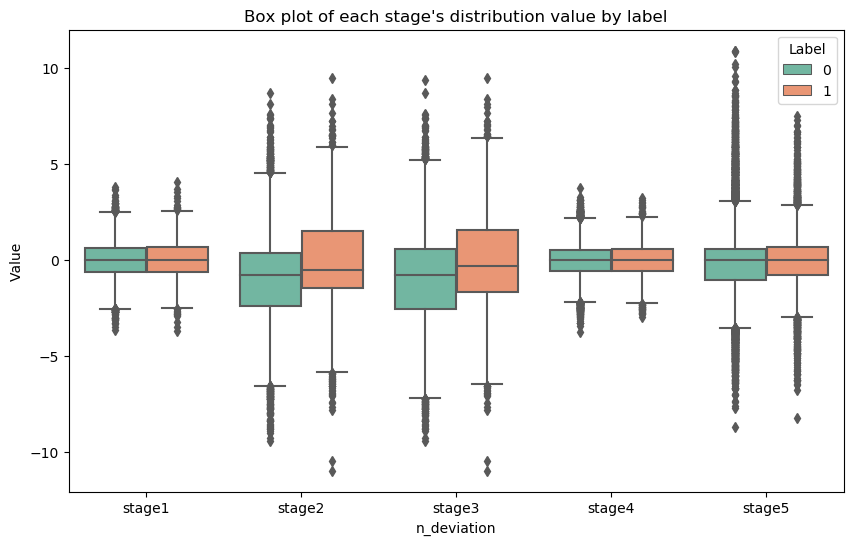 Box plot of each stage's distribution value by label
Label
0
1
10
5
0
−5
−10
Value
stage1 stage2 stage3 stage4 stage5
n_deviation